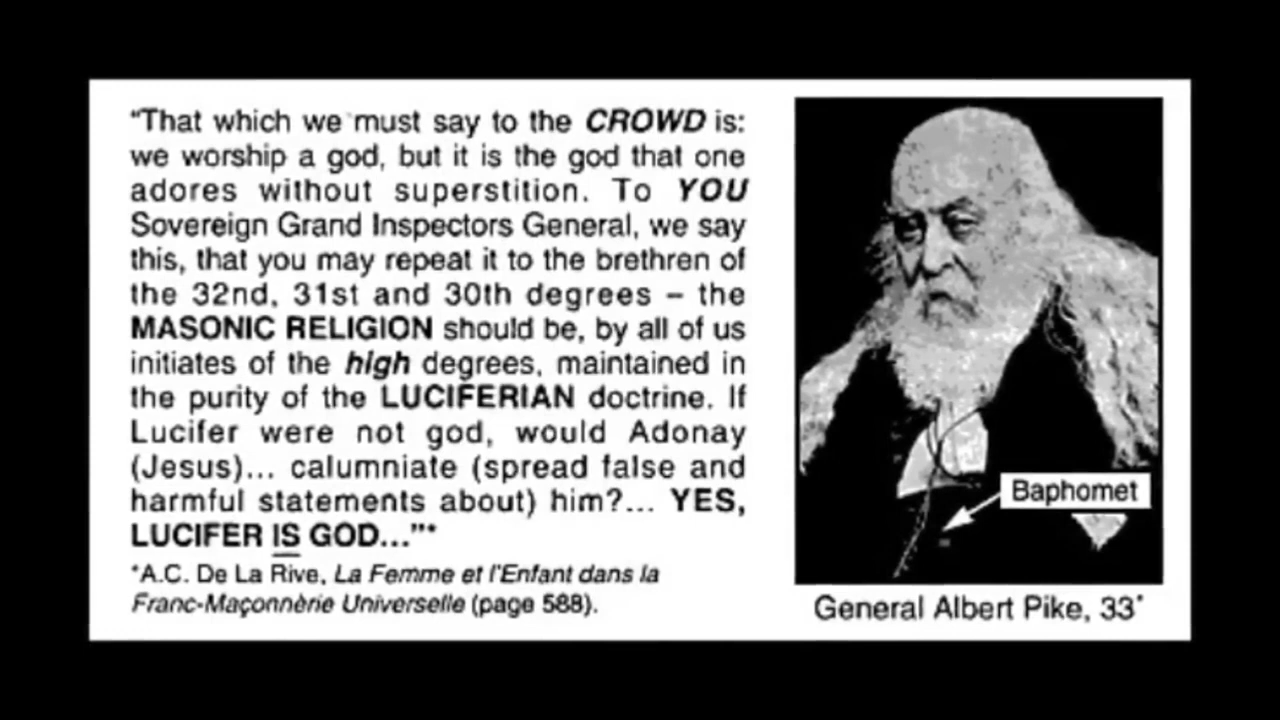 "That which we must say to the CROWD is:
we worship a god, but it is the god that one
adores without superstition. To YOU
Sovereign Grand Inspectors General, we say
this, that you may repeat it to the brethren of
the 32nd, 31st and 30th degrees – the
MASONIC RELIGION should be, by all of us
initiates of the high degrees, maintained in
the purity of the LUCIFERIAN doctrine. If
Lucifer were not god, would Adonay
(Jesus)... calumniate (spread false and
harmful statements about) him?... YES,
LUCIFER IS GOD..."*
*A.C. De La Rive, La Femme et l'Enfant dans la
Franc-Maçonnèrie Universelle (page 588).
Baphomet
General Albert Pike, 33°